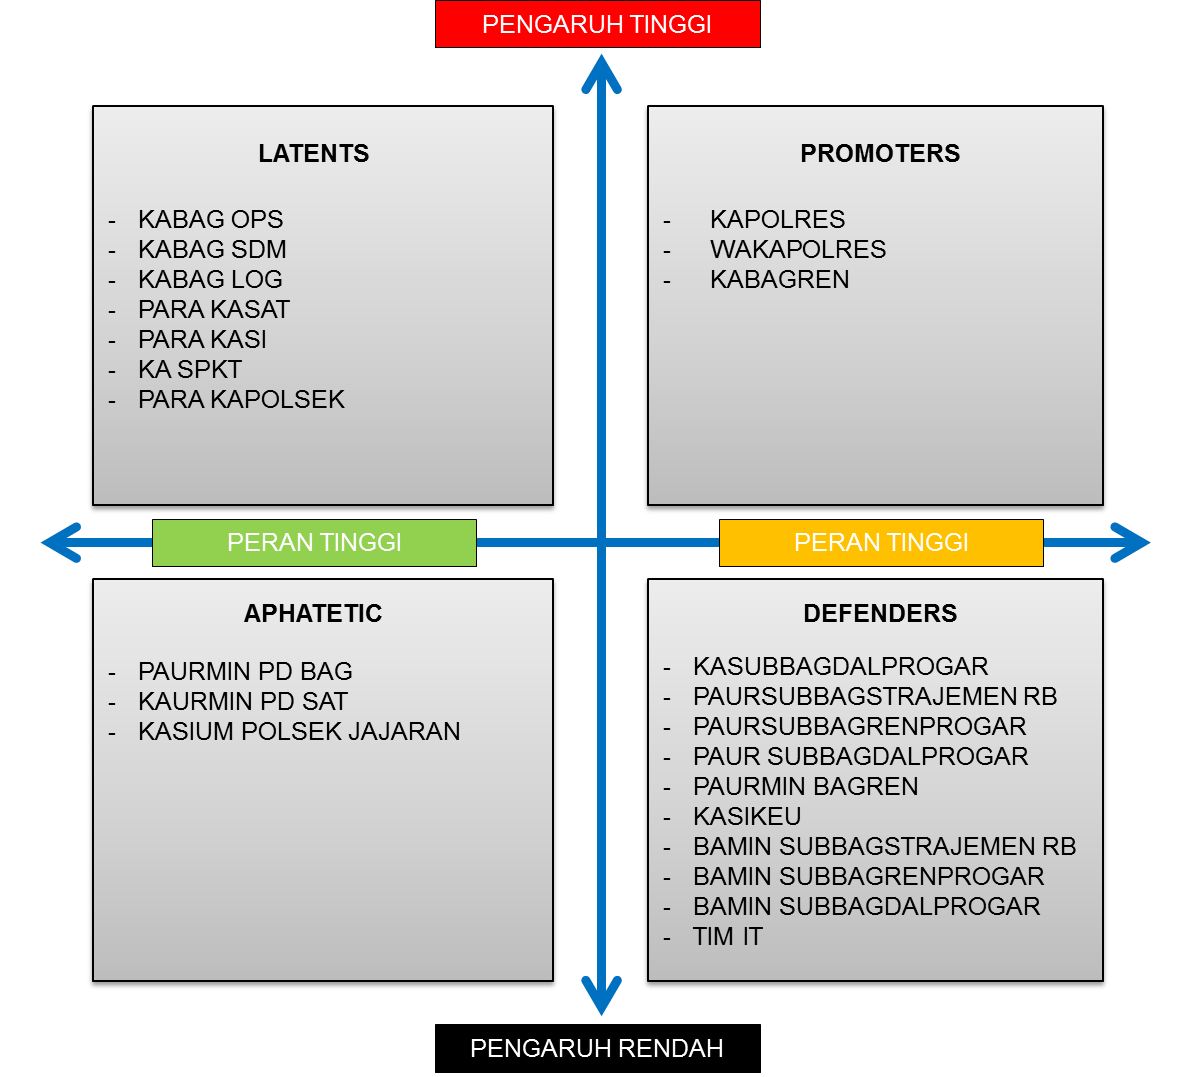 PENGARUH TINGGI
LATENTS
- KABAG OPS
- KABAG SDM
- KABAG LOG
- PARA KASAT
- PARA KASI
- KA SPKT
- PARA KAPOLSEK
PROMOTERS
- KAPOLRES
- WAKAPOLRES
- KABAGREN
PERAN TINGGI
PERAN TINGGI
APHATETIC
- PAURMIN PD BAG
- KAURMIN PD SAT
- KASIUM POLSEK JAJARAN
DEFENDERS
- KASUBBAGDALPROGAR
- PAURSUBBAGSTRAJEMEN RB
- PAURSUBBAGRENPROGAR
- PAUR SUBBAGDALPROGAR
- PAURMIN BAGREN
- KASIKEU
- BAMIN SUBBAGSTRAJEMEN RB
- BAMIN SUBBAGRENPROGAR
- BAMIN SUBBAGDALPROGAR
- TIM IT
PENGARUH RENDAH